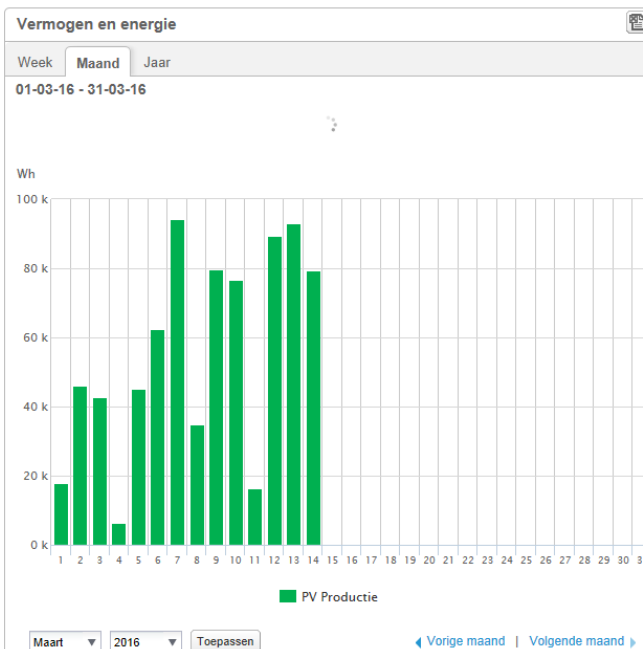 Vermogen en energie
Week Maand Jaar
01-03-16 - 31-03-16
Wh
100 k
80 k
60 k
40 k
20 k
0 k
1 2 3 4 5 6 7 8 9 10 11 12 13 14 15 16 17 18 19 20 21 22 23 24 25 26 27 28 29 30 3
PV Productie
Maart 2016 Toepassen Vorige maand | Volgende maand